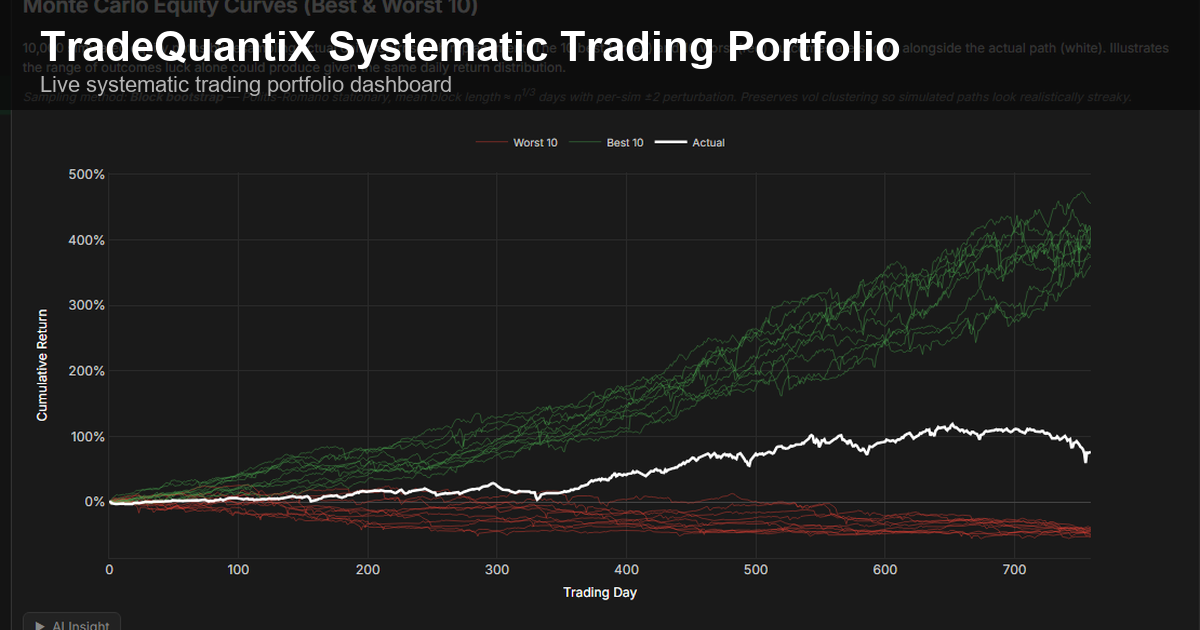 Monte Carlo Equity Curves (Best & Worst 10)
TradeQuantiX Systematic Trading Portfolio
alongside the actual path (white). Illustrates
the range of outcomes luck alone could produce given the same daily return distribution.
Live systematic trading portfolio dashboard
Sampling method: Block bootstrap — Politis-Romano stationary, mean block length ≈ n^1/3 days with per-sim ±2 perturbation. Preserves vol clustering so simulated paths look realistically streaky.
Worst 10 Best 10 Actual
500%
400%
300%
200%
100%
0%
Cumulative Return
0 100 200 300 400 500 600 700
Trading Day
▶ AI Insight